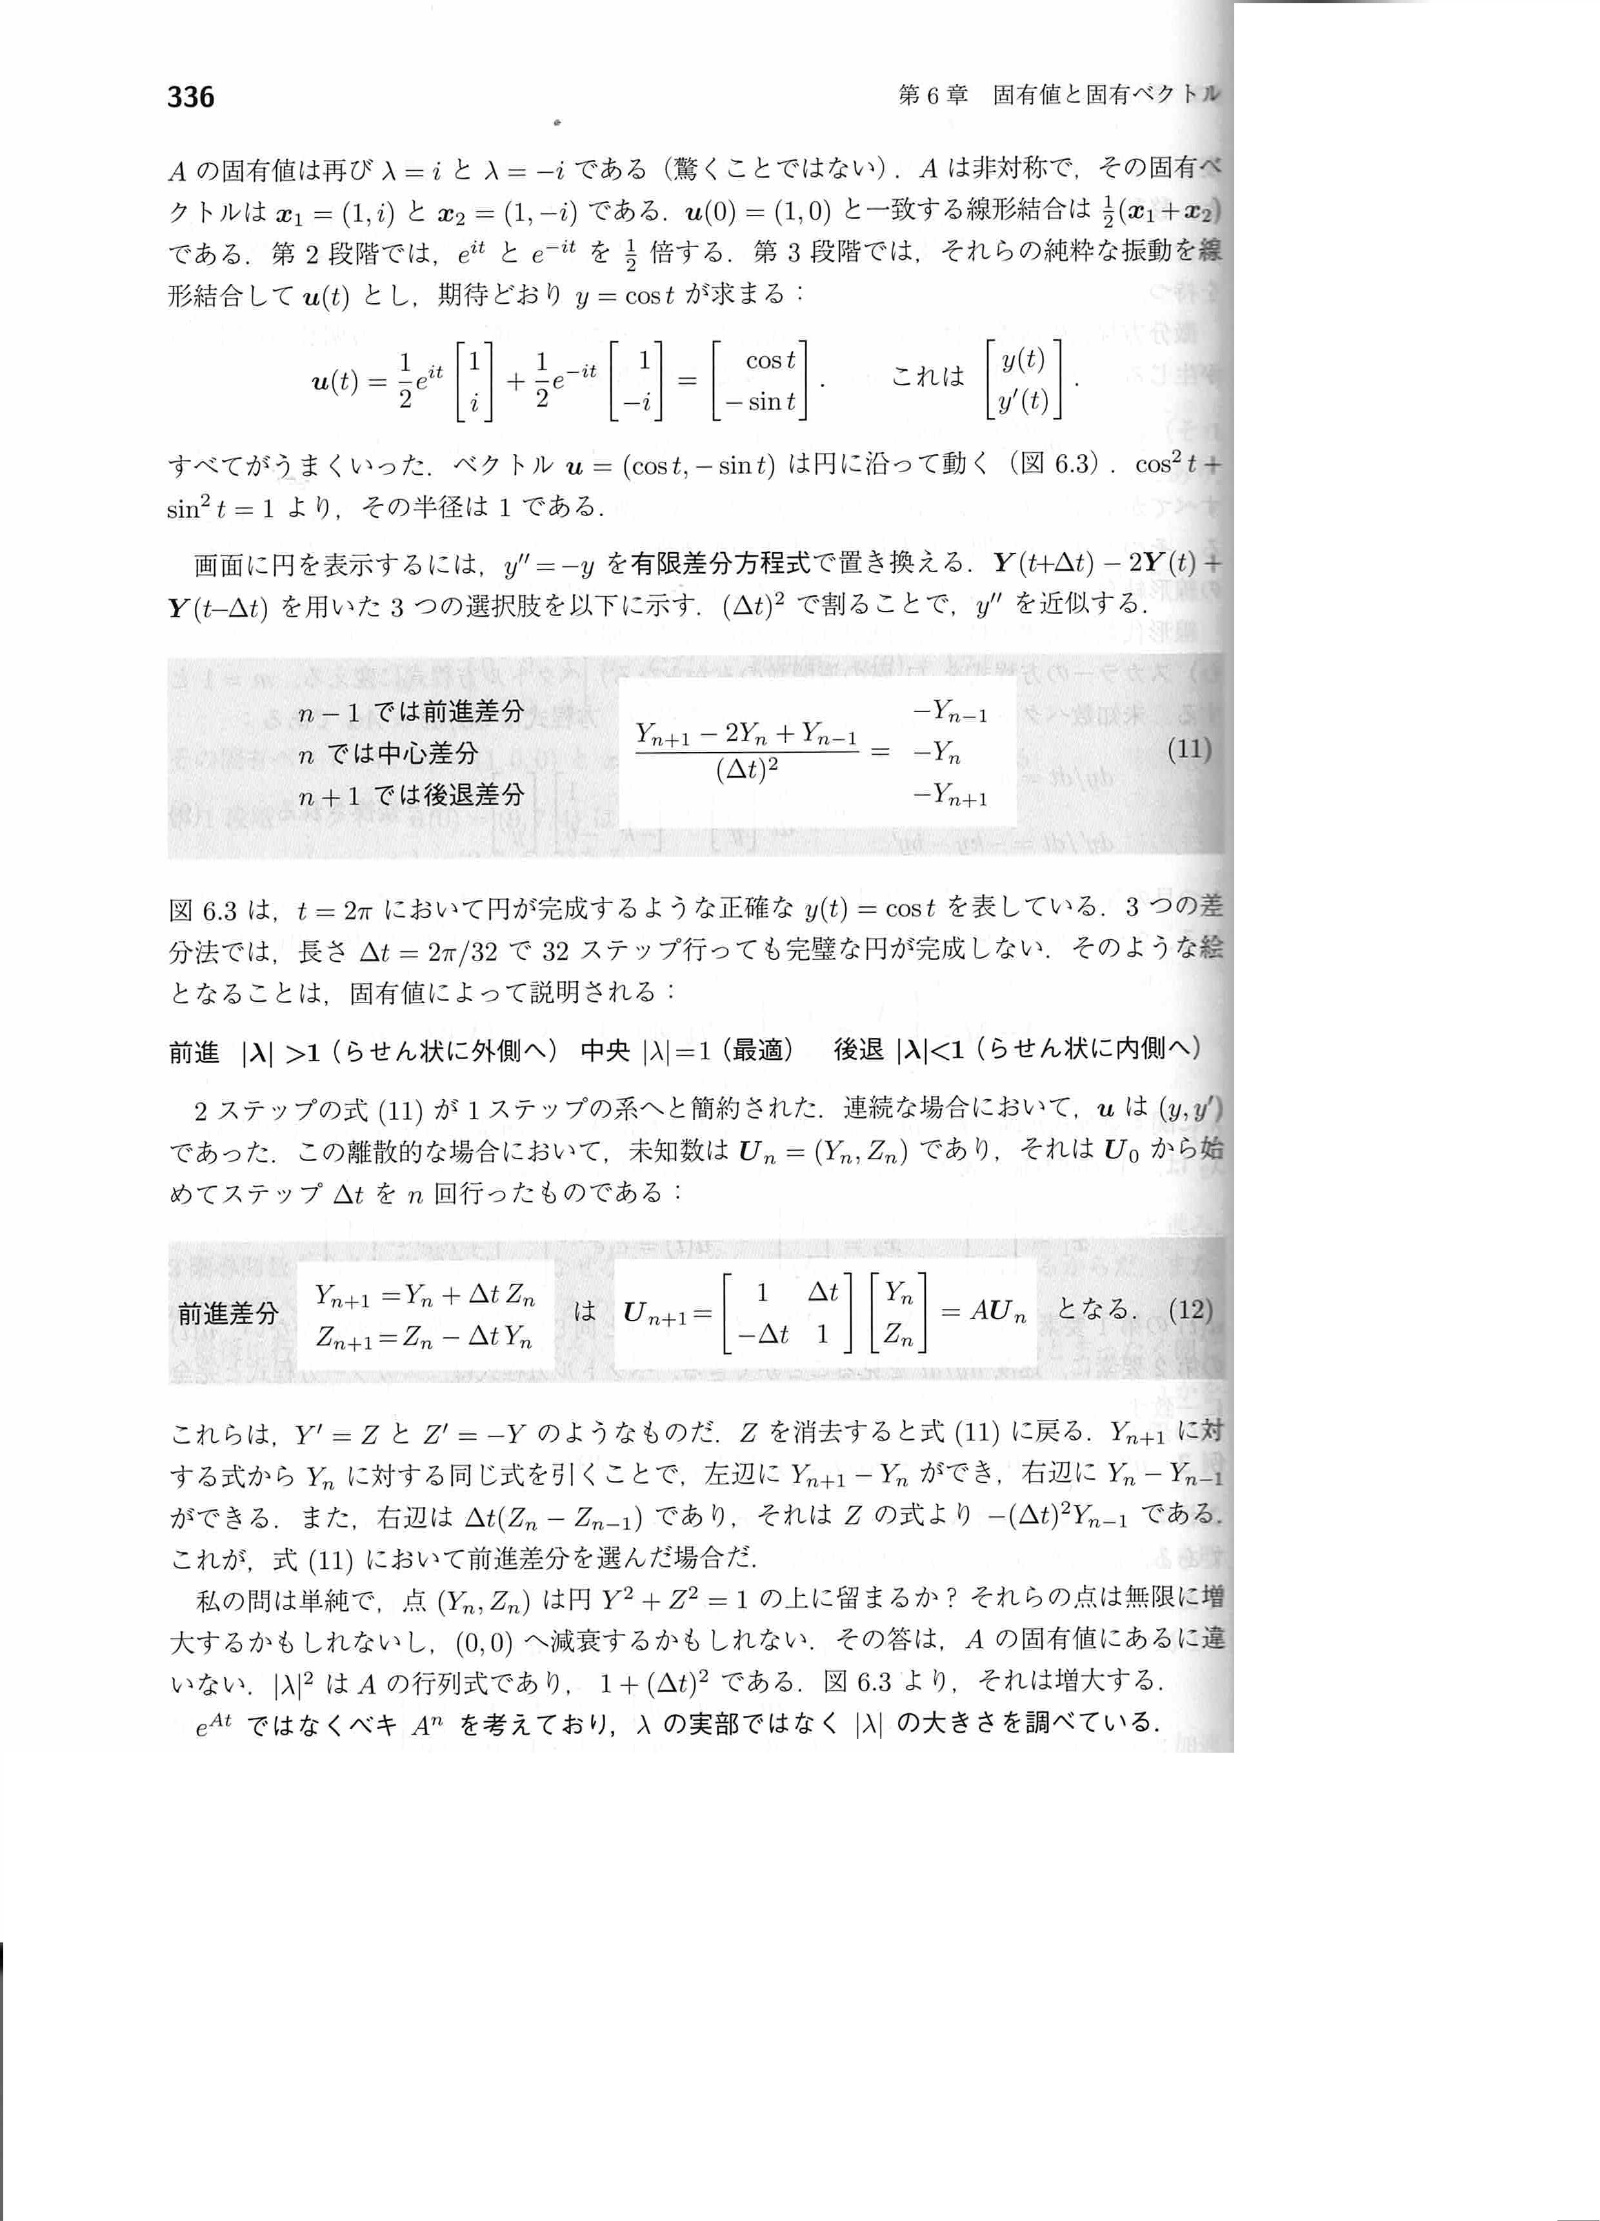 336
第 6 章　固有値と固有ベクトル
A の固有値は再び λ = i と λ = −i である（驚くことではない）. A は非対称で，その固有ベ
クトルは x₁ = (1, i) と x₂ = (1, −i) である．u(0) = (1, 0) と一致する線形結合は ½(x₁ + x₂)
である．第 2 段階では，e^{it} と e^{−it} を ½ 倍する．第 3 段階では，それらの純粋な振動を線
形結合して u(t) とし，期待どおり y = cos t が求まる：
u(t) = \frac{1}{2}e^{it} \begin{bmatrix} 1 \\ i \end{bmatrix} + \frac{1}{2}e^{-it} \begin{bmatrix} 1 \\ -i \end{bmatrix} = \begin{bmatrix} \cos t \\ -\sin t \end{bmatrix}.　これは \begin{bmatrix} y(t) \\ y'(t) \end{bmatrix}.
すべてがうまくいった．ベクトル u = (cos t, − sin t) は円に沿って動く（図 6.3）. cos² t +
sin² t = 1 より，その半径は 1 である．
画面に円を表示するには，y″ = −y を有限差分方程式で置き換える．Y(t+Δt) − 2Y(t) +
Y(t−Δt) を用いた 3 つの選択肢を以下に示す．(Δt)² で割ることで，y″ を近似する．
n − 1 では前進差分
n では中心差分
n + 1 では後退差分
\frac{Y_{n+1} − 2Y_n + Y_{n−1}}{(Δt)²} =
−Y_{n−1}
−Y_n
−Y_{n+1}
(11)
図 6.3 は，t = 2π において円が完成するような正確な y(t) = cos t を表している．3 つの差
分法では，長さ Δt = 2π/32 で 32 ステップ行っても完璧な円が完成しない．そのような絵
となることは，固有値によって説明される：
前進 |λ| >1（らせん状に外側へ） 中央 |λ|=1（最適） 後退 |λ|<1（らせん状に内側へ）
2 ステップの式 (11) が 1 ステップの系へと簡約された．連続な場合において，u は (y, y′)
であった．この離散的な場合において，未知数は U_n = (Y_n, Z_n) であり，それは U₀ から始
めてステップ Δt を n 回行ったものである：
前進差分 \begin{matrix} Y_{n+1} = Y_n + Δt Z_n \\ Z_{n+1} = Z_n − Δt Y_n \end{matrix} は U_{n+1} = \begin{bmatrix} 1 & Δt \\ −Δt & 1 \end{bmatrix} \begin{bmatrix} Y_n \\ Z_n \end{bmatrix} = AU_n となる. (12)
これらは，Y′ = Z と Z′ = −Y のようなものだ．Z を消去すると式 (11) に戻る．Y_{n+1} に対
する式から Y_n に対する同じ式を引くことで，左辺に Y_{n+1} − Y_n ができ，右辺に Y_n − Y_{n−1}
ができる．また，右辺は Δt(Z_n − Z_{n−1}) であり，それは Z の式より −(Δt)²Y_{n−1} である．
これが，式 (11) において前進差分を選んだ場合だ．
私の問は単純で，点 (Y_n, Z_n) は円 Y² + Z² = 1 の上に留まるか？それらの点は無限に増
大するかもしれないし，(0, 0) へ減衰するかもしれない．その答は，A の固有値にあるに違
いない．|λ|² は A の行列式であり，1 + (Δt)² である．図 6.3 より，それは増大する．
e^{At} ではなくベキ A^n を考えており，λ の実部ではなく |λ| の大きさを調べている．